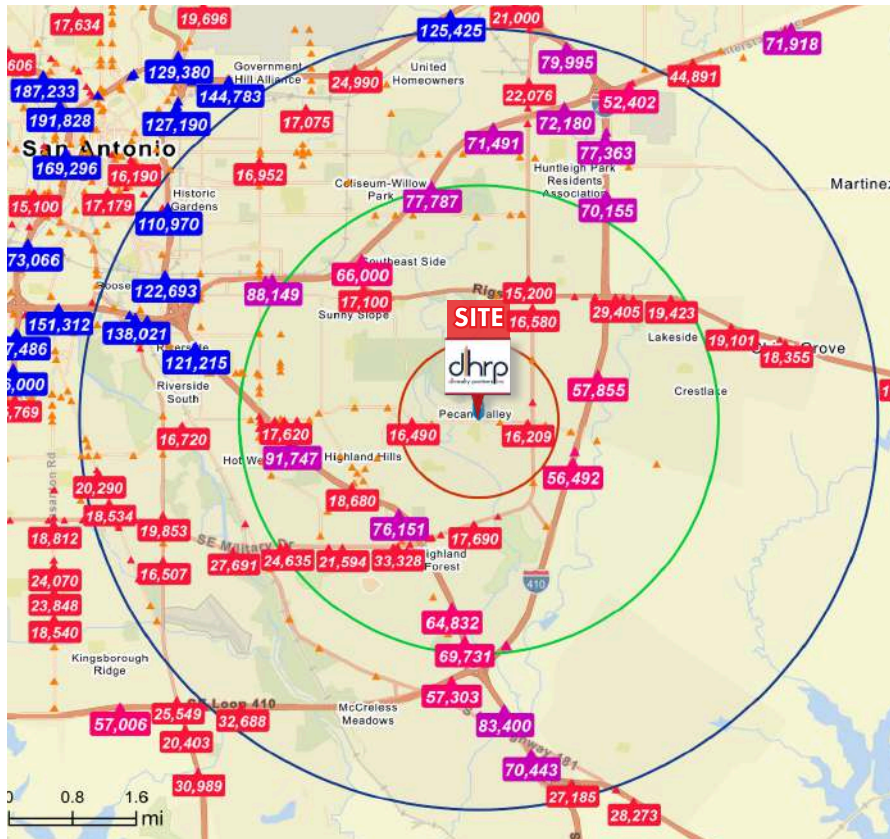 17,634
19,696
21,000
125,425
71,918
606
129,380
Government
Hill Alliance
United
Homeowners
79,995
44,891
187,233
144,783
24,990
22,076
52,402
191,828
127,190
17,075
72,180
San Antonio
71,491
77,363
169,296
16,190
16,952
Huntleigh Park
Residents
Association
Coliseum-Willow
Park
Martinez
15,100
17,179
Historic
Gardens
77,787
70,155
110,970
73,066
Southeast Side
66,000
122,693
88,149
17,100
15,200
Sunny Slope
16,580
29,405
19,423
151,312
138,021
SITE
Lakeside
19,101
7,486
121,215
18,355
Grove
dhrp
Riverside
South
57,855
Crestlake
5,769
Pecan Valley
16,720
17,620
16,490
16,209
91,747
Highland Hills
56,492
20,290
18,680
18,534
76,151
18,812
19,853
SE Military Dr
17,690
27,691
24,635
21,594
33,328
Highland
Forest
24,070
16,507
410
23,848
64,832
18,540
69,731
Kingsborough
Ridge
57,303
McCreless
Meadows
SE Loop 410
57,006
25,549
32,688
83,400
20,403
70,443
30,989
27,185
28,273
0 0.8 1.6
mi